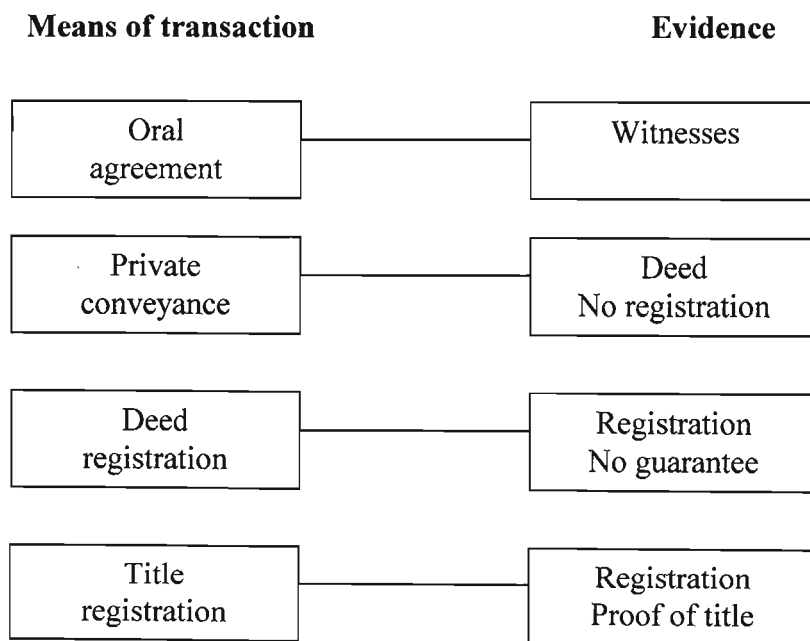 Means of transaction
Evidence
Oral
agreement
Witnesses
Private
conveyance
Deed
No registration
Deed
registration
Registration
No guarantee
Title
registration
Registration
Proof of title